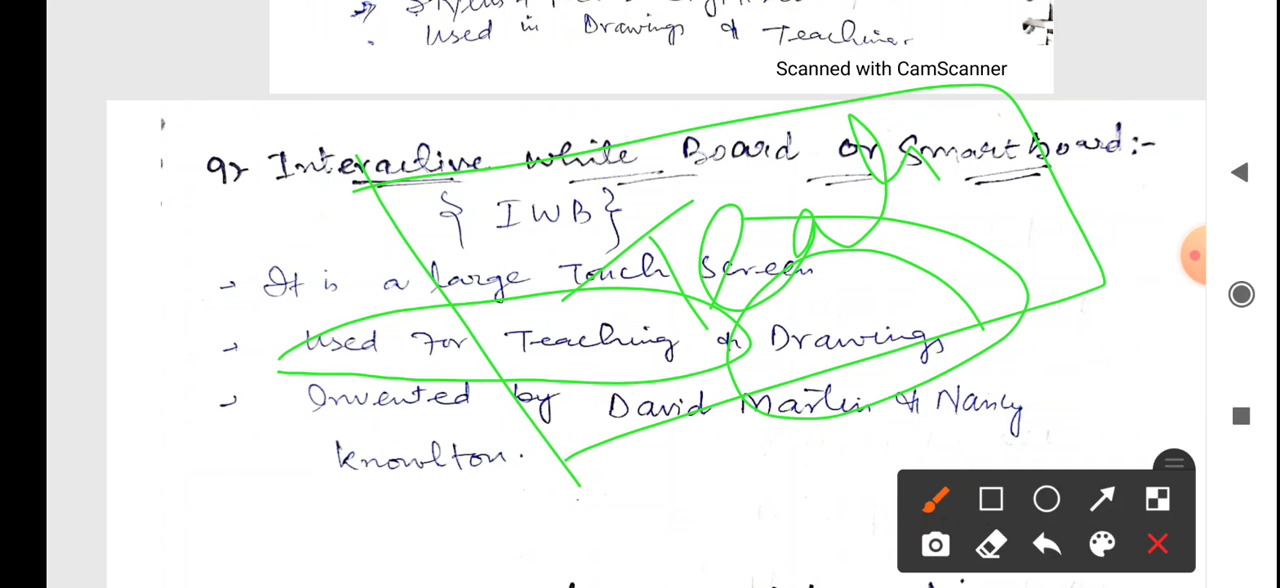 Used in Drawings & Teaching
Scanned with CamScanner
9) Interactive White Board or Smart board:-
{ IWB }
→ It is a large Touch Screen
→ Used For Teaching & Drawings
→ Invented by David Martin & Nancy
Knowlton.